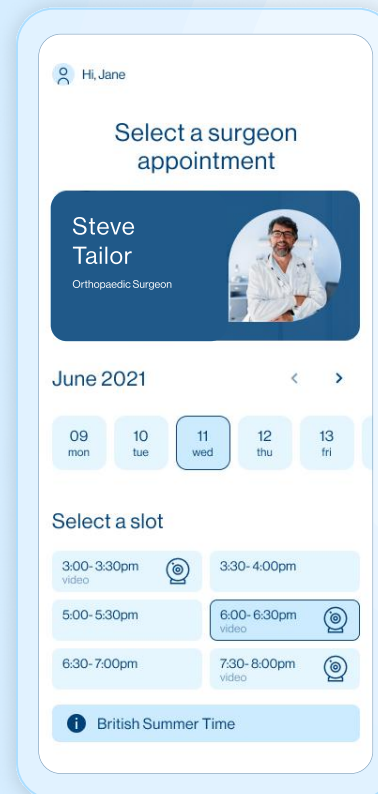 Hi, Jane
Select a surgeon
appointment
Steve
Tailor
Orthopaedic Surgeon
June 2021
09 10 11 12 13
mon tue wed thu fri
Select a slot
3:00-3:30pm 3:30-4:00pm
video
5:00-5:30pm 6:00-6:30pm
video
6:30-7:00pm 7:30-8:00pm
video
British Summer Time